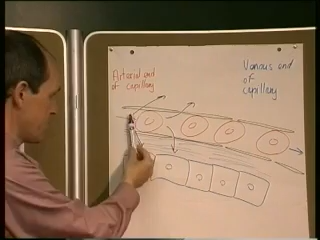 Arterial end
of capillary
Venous end
of
capillary